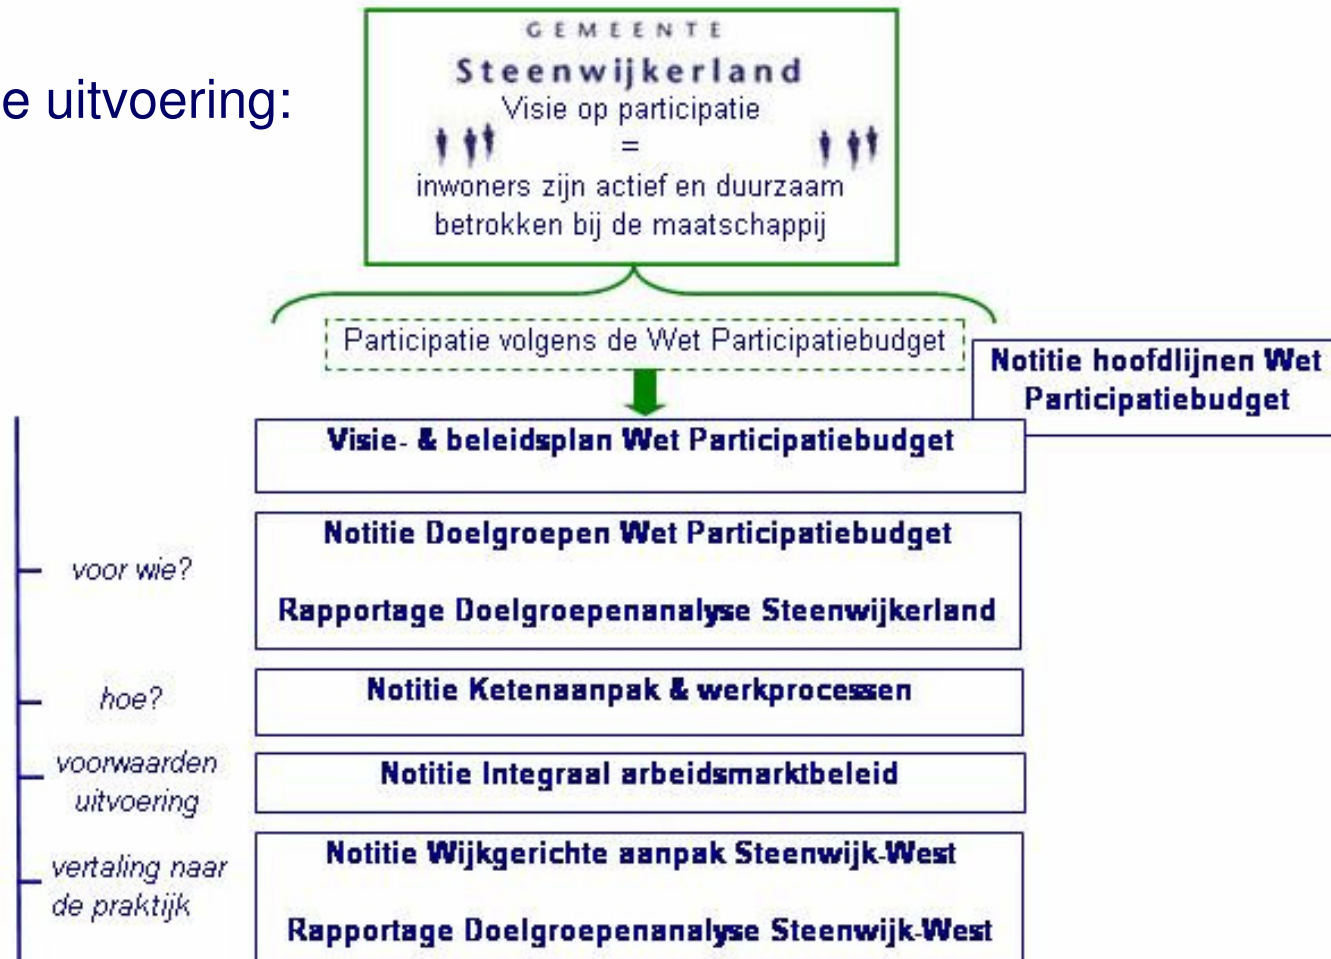 GEMEENTE
Steenwijkerland
e uitvoering:
Visie op participatie
=
inwoners zijn actief en duurzaam
betrokken bij de maatschappij
Participatie volgens de Wet Participatiebudget
Notitie hoofdlijnen Wet
Participatiebudget
Visie- & beleidsplan Wet Participatiebudget
voor wie?
Notitie Doelgroepen Wet Participatiebudget
Rapportage Doelgroepenanalyse Steenwijkerland
hoe?
Notitie Ketenaanpak & werkprocessen
voorwaarden
uitvoering
Notitie Integraal arbeidsmarktbeleid
vertaling naar
de praktijk
Notitie Wijkgerichte aanpak Steenwijk-West
Rapportage Doelgroepenanalyse Steenwijk-West